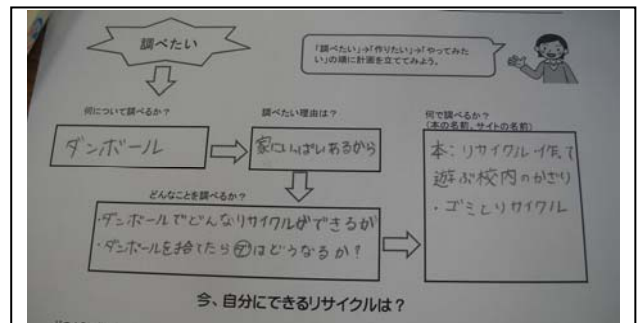 調べたい
「調べたい」→「作りたい」→「やってみた
い」の順に計画を立ててみよう。
何について調べるか？
ダンボール
調べたい理由は？
家にいっぱいあるから
何で調べるか？
（本の名前、サイトの名前）
本：リサイクル作って
遊ぶ校内のかざり
・ゴミとリサイクル
どんなことを調べるか？
・ダンボールでどんなリサイクルができるか
・ダンボールを捨てたら㋟はどうなるか？
今、自分にできるリサイクルは？